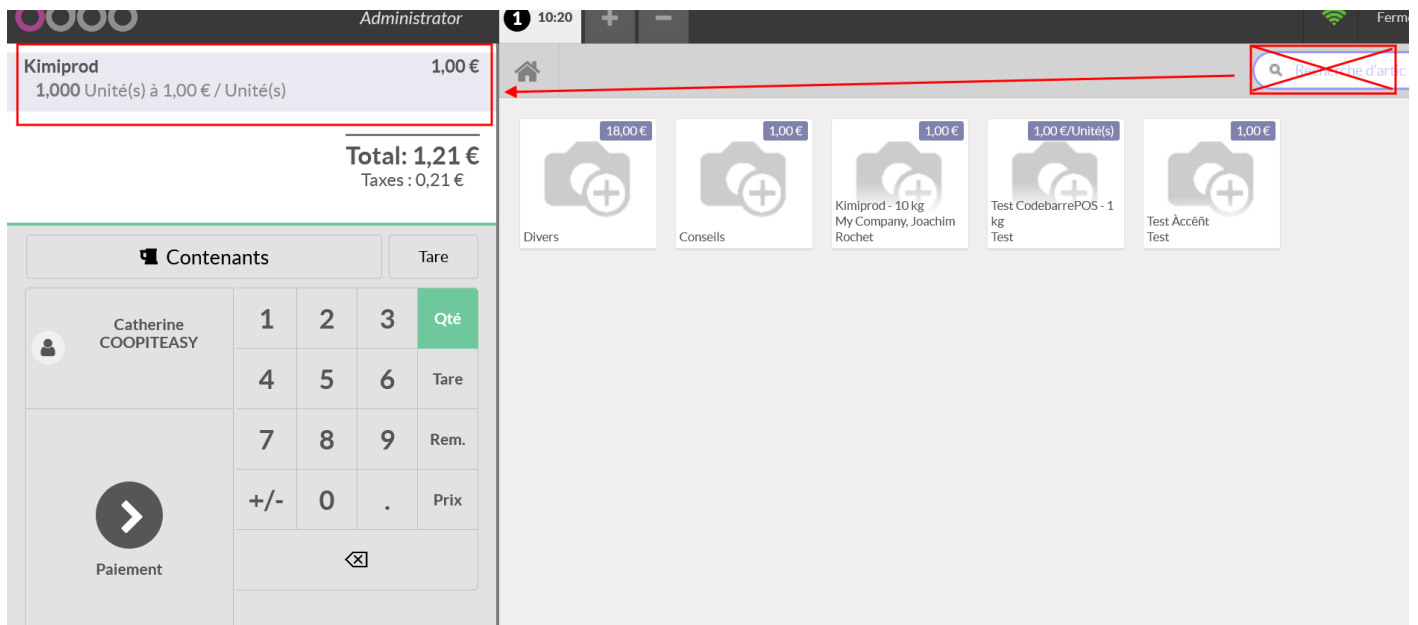 Administrator
1 10:20
Ferm
Kimiprod 1,00 €
1,000 Unité(s) à 1,00 € / Unité(s)
Recherche d'artic
Total: 1,21 €
Taxes : 0,21 €
18,00 €
Divers
1,00 €
Conseils
1,00 €
Kimiprod - 10 kg
My Company, Joachim
Rochet
1,00 €/Unité(s)
Test CodebarrePOS - 1
kg
Test
1,00 €
Test Àccêñt
Test
Contenants
Tare
Catherine
COOPITEASY
1 2 3 Qté
4 5 6 Tare
7 8 9 Rem.
+/- 0 . Prix
Paiement